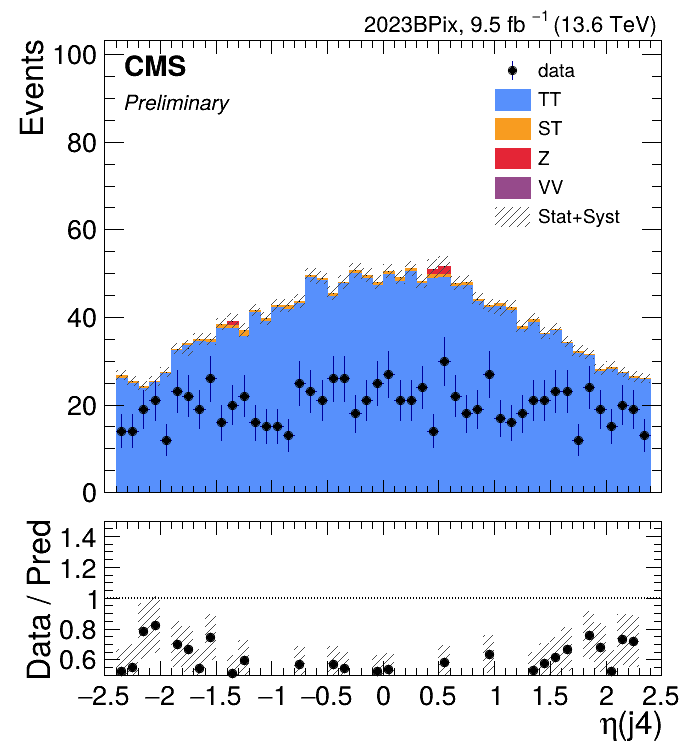 2023BPix, 9.5 fb⁻¹ (13.6 TeV)
CMS
Preliminary
data
TT
ST
Z
VV
Stat+Syst
Events
100
80
60
40
20
0
Data / Pred
1.4
1.2
1
0.8
0.6
−2.5 −2 −1.5 −1 −0.5 0 0.5 1 1.5 2 2.5
η(j4)